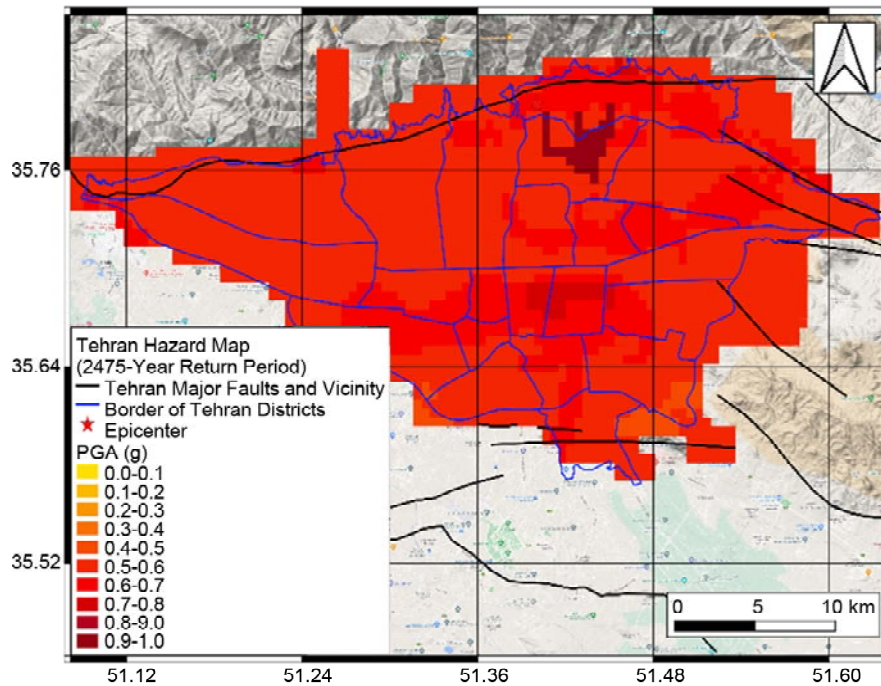 35.76
35.64
35.52
Tehran Hazard Map
(2475-Year Return Period)
Tehran Major Faults and Vicinity
Border of Tehran Districts
Epicenter
PGA (g)
0.0-0.1
0.1-0.2
0.2-0.3
0.3-0.4
0.4-0.5
0.5-0.6
0.6-0.7
0.7-0.8
0.8-9.0
0.9-1.0
0 5 10 km
51.12 51.24 51.36 51.48 51.60